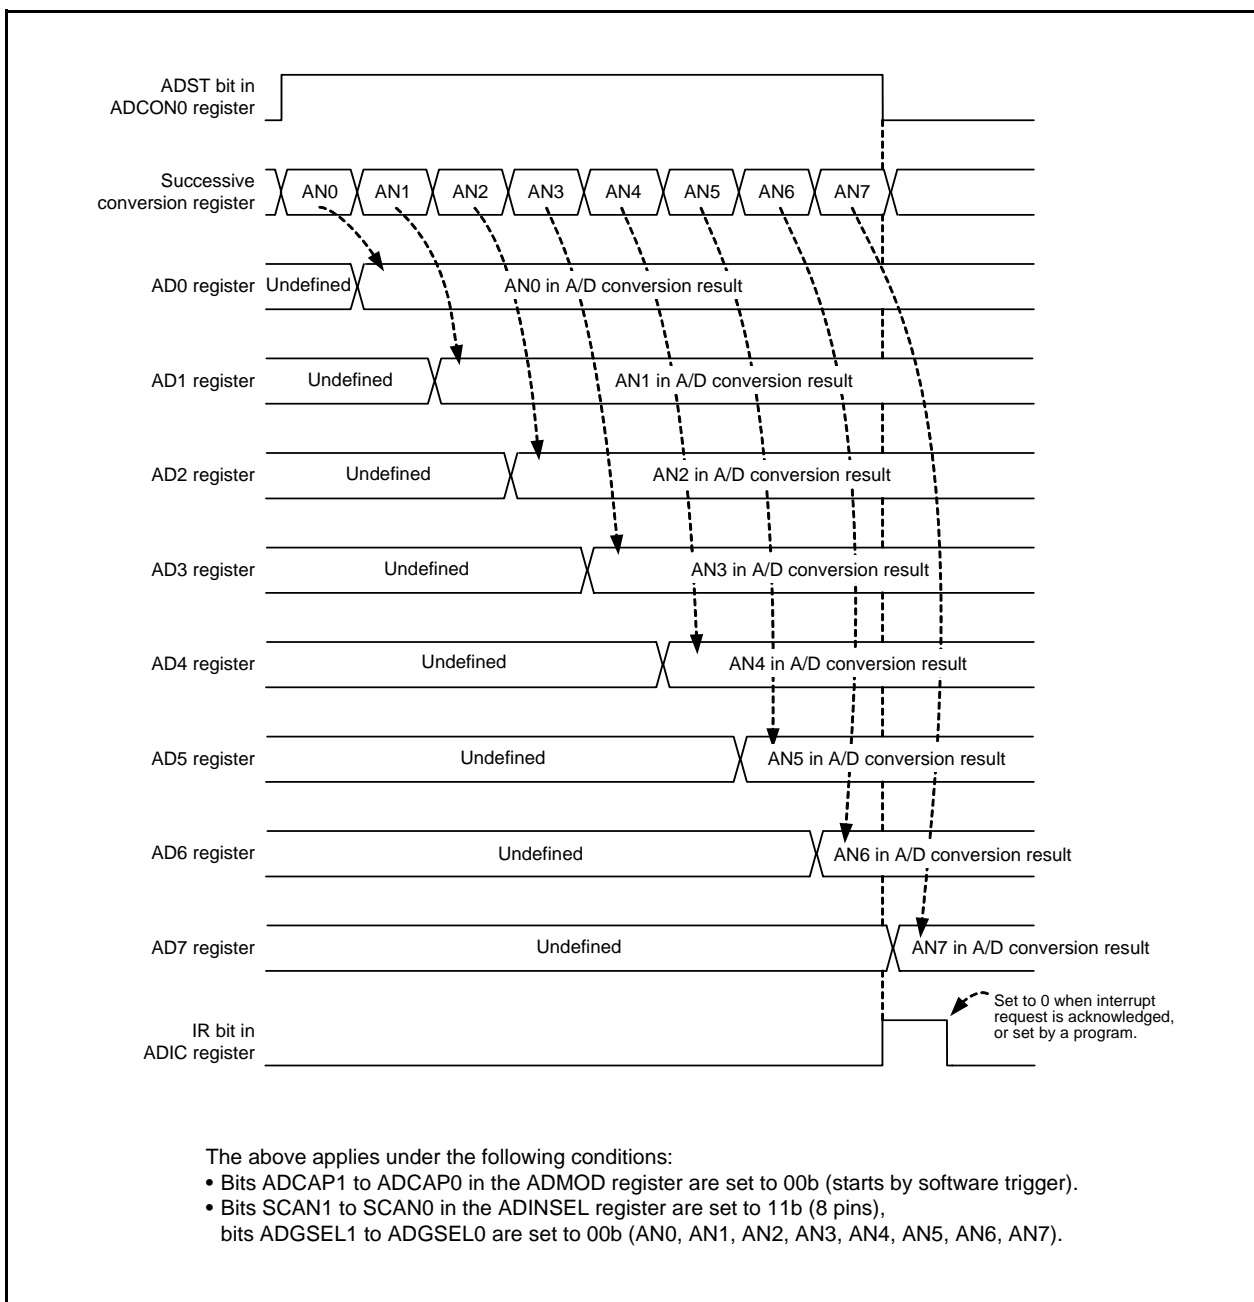 ADST bit in
ADCON0 register
Successive
conversion register
AN0 AN1 AN2 AN3 AN4 AN5 AN6 AN7
AD0 register Undefined AN0 in A/D conversion result
AD1 register Undefined AN1 in A/D conversion result
AD2 register Undefined AN2 in A/D conversion result
AD3 register Undefined AN3 in A/D conversion result
AD4 register Undefined AN4 in A/D conversion result
AD5 register Undefined AN5 in A/D conversion result
AD6 register Undefined AN6 in A/D conversion result
AD7 register Undefined AN7 in A/D conversion result
IR bit in
ADIC register
Set to 0 when interrupt
request is acknowledged,
or set by a program.
The above applies under the following conditions:
• Bits ADCAP1 to ADCAP0 in the ADMOD register are set to 00b (starts by software trigger).
• Bits SCAN1 to SCAN0 in the ADINSEL register are set to 11b (8 pins),
bits ADGSEL1 to ADGSEL0 are set to 00b (AN0, AN1, AN2, AN3, AN4, AN5, AN6, AN7).